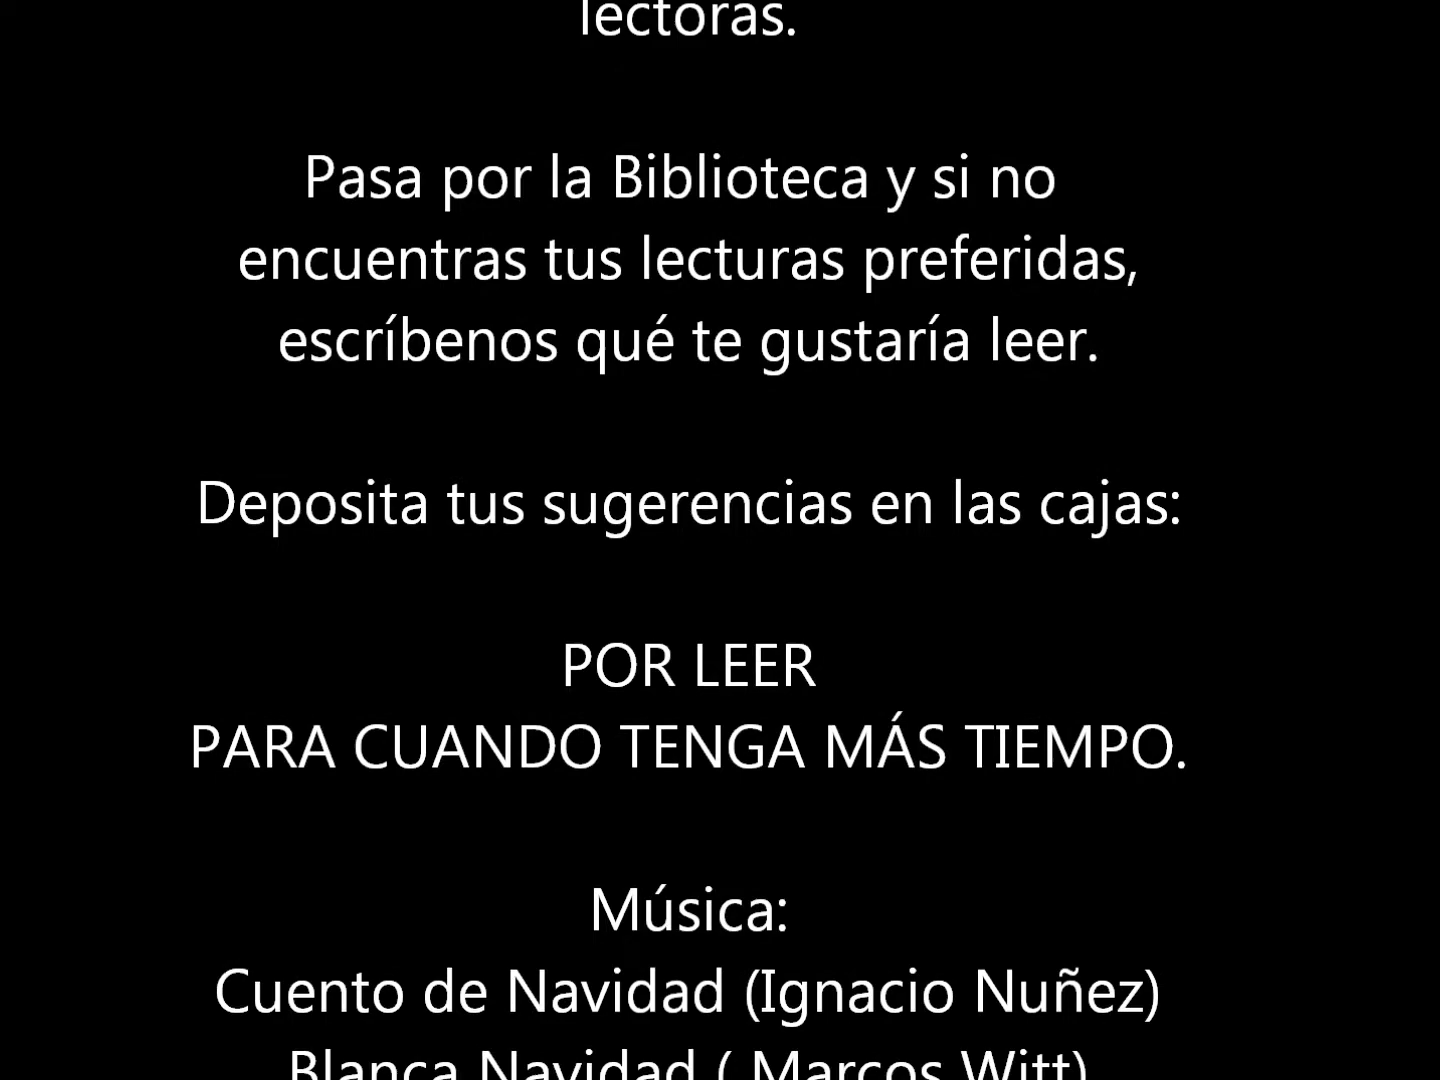 lectoras.
Pasa por la Biblioteca y si no
encuentras tus lecturas preferidas,
escríbenos qué te gustaría leer.
Deposita tus sugerencias en las cajas:
POR LEER
PARA CUANDO TENGA MÁS TIEMPO.
Música:
Cuento de Navidad (Ignacio Nuñez)
Blanca Navidad ( Marcos Witt)